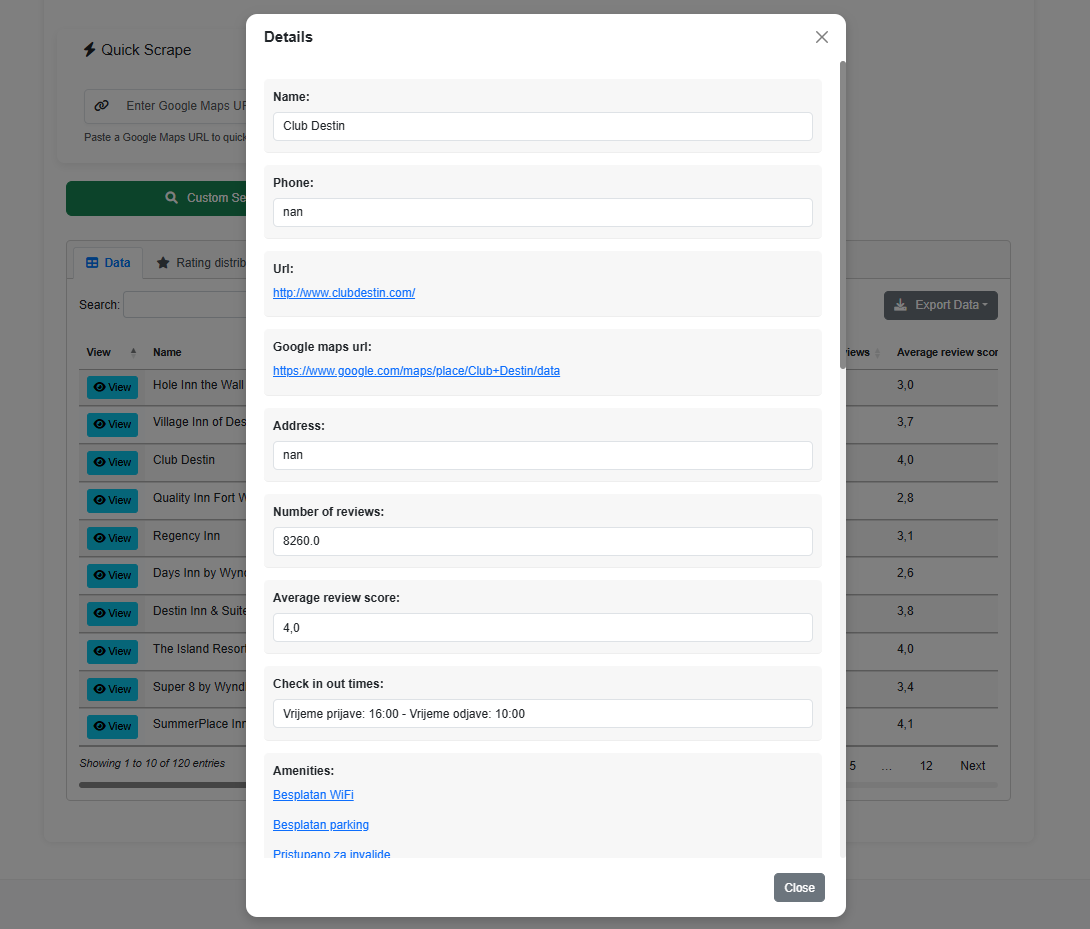 Details
Quick Scrape
Name:
Enter Google Maps UR
Club Destin
Paste a Google Maps URL to quick
Phone:
Custom Se
nan
Data
Rating distrib
Url:
http://www.clubdestin.com/
Search:
Export Data
Google maps url:
View
Name
iews
Average review scor
https://www.google.com/maps/place/Club+Destin/data
View
Hole Inn the Wall
3,0
View
Village Inn of Des
3,7
Address:
nan
View
Club Destin
4,0
View
Quality Inn Fort W
2,8
Number of reviews:
8260.0
View
Regency Inn
3,1
View
Days Inn by Wynd
2,6
Average review score:
4,0
View
Destin Inn & Suite
3,8
View
The Island Resort
4,0
Check in out times:
Vrijeme prijave: 16:00 - Vrijeme odjave: 10:00
View
Super 8 by Wyndh
3,4
View
SummerPlace Inn
4,1
Showing 1 to 10 of 120 entries
5
…
12
Next
Amenities:
Besplatan WiFi
Besplatan parking
Pristupano za invalide
Close